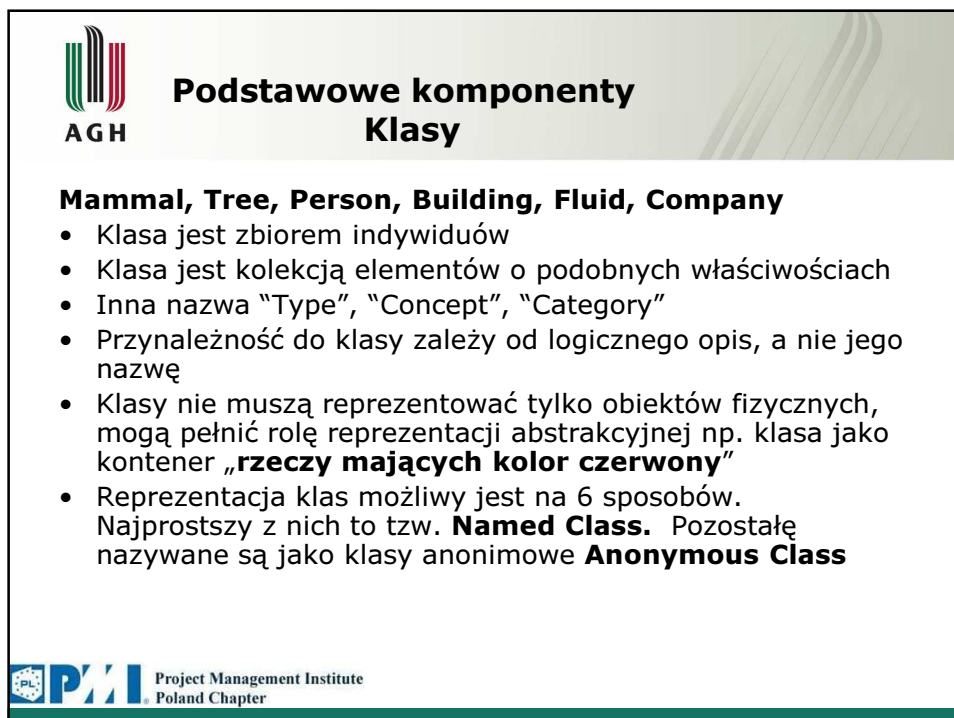 AGH
Podstawowe komponenty
Klasy
Mammal, Tree, Person, Building, Fluid, Company
• Klasa jest zbiorem indywiduów
• Klasa jest kolekcją elementów o podobnych właściwościach
• Inna nazwa “Type”, “Concept”, “Category”
• Przynależność do klasy zależy od logicznego opis, a nie jego
nazwę
• Klasy nie muszą reprezentować tylko obiektów fizycznych,
mogą pełnić rolę reprezentacji abstrakcyjnej np. klasa jako
kontener „rzeczy mających kolor czerwony”
• Reprezentacja klas możliwy jest na 6 sposobów.
Najprostszy z nich to tzw. Named Class. Pozostałę
nazywane są jako klasy anonimowe Anonymous Class
PL PMI Project Management Institute
Poland Chapter